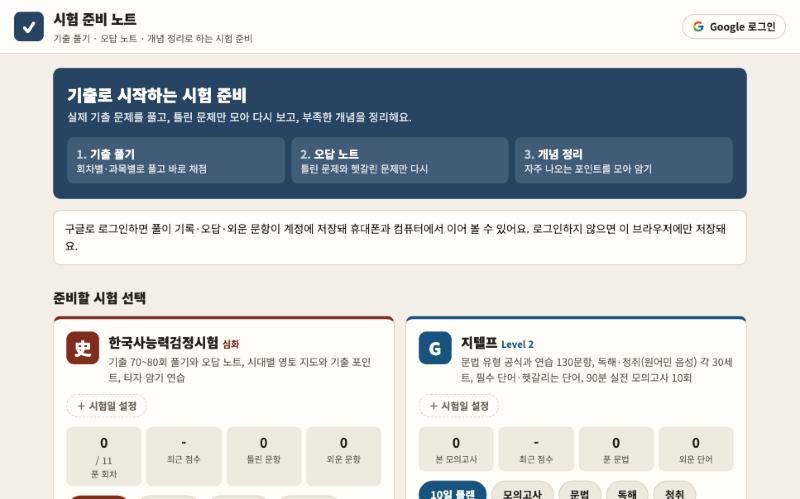 시험 준비 노트
기출 풀기 · 오답 노트 · 개념 정리로 하는 시험 준비
Google 로그인
기출로 시작하는 시험 준비
실제 기출 문제를 풀고, 틀린 문제만 모아 다시 보고, 부족한 개념을 정리해요.
1. 기출 풀기
회차별·과목별로 풀고 바로 채점
2. 오답 노트
틀린 문제와 헷갈린 문제만 다시
3. 개념 정리
자주 나오는 포인트를 모아 암기
구글로 로그인하면 풀이 기록·오답·외운 문항이 계정에 저장돼 휴대폰과 컴퓨터에서 이어 볼 수 있어요. 로그인하지 않으면 이 브라우저에만 저장돼
요.
준비할 시험 선택
史
한국사능력검정시험 심화
기출 70~80회 풀기와 오답 노트, 시대별 영토 지도와 기출 포인
트, 타자 암기 연습
+ 시험일 설정
0
/ 11
푼 회차
-
최근 점수
0
틀린 문항
0
외운 문항
G
지텔프 Level 2
문법 유형 공식과 연습 130문항, 독해·청취(원어민 음성) 각 30세
트, 필수 단어·헷갈리는 단어, 90분 실전 모의고사 10회
+ 시험일 설정
0
본 모의고사
-
최근 점수
0
푼 문법
0
외운 단어
10일 플랜
모의고사
문법
독해
청취